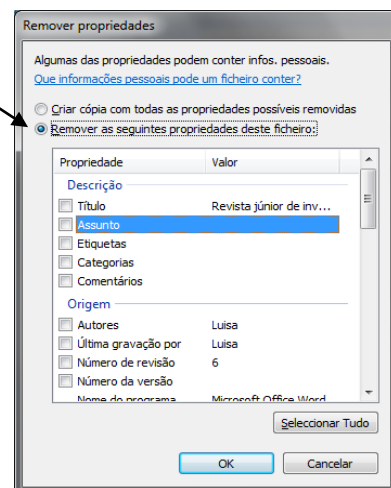 Remover propriedades
Algumas das propriedades podem conter infos. pessoais.
Que informações pessoais pode um ficheiro conter?
Criar cópia com todas as propriedades possíveis removidas
Remover as seguintes propriedades deste ficheiro:
Propriedade Valor
Descrição
Título Revista júnior de inv...
Assunto
Etiquetas
Categorias
Comentários
Origem
Autores Luisa
Última gravação por Luisa
Número de revisão 6
Número da versão
Nome do programa Microsoft Office Word
Seleccionar Tudo
OK Cancelar